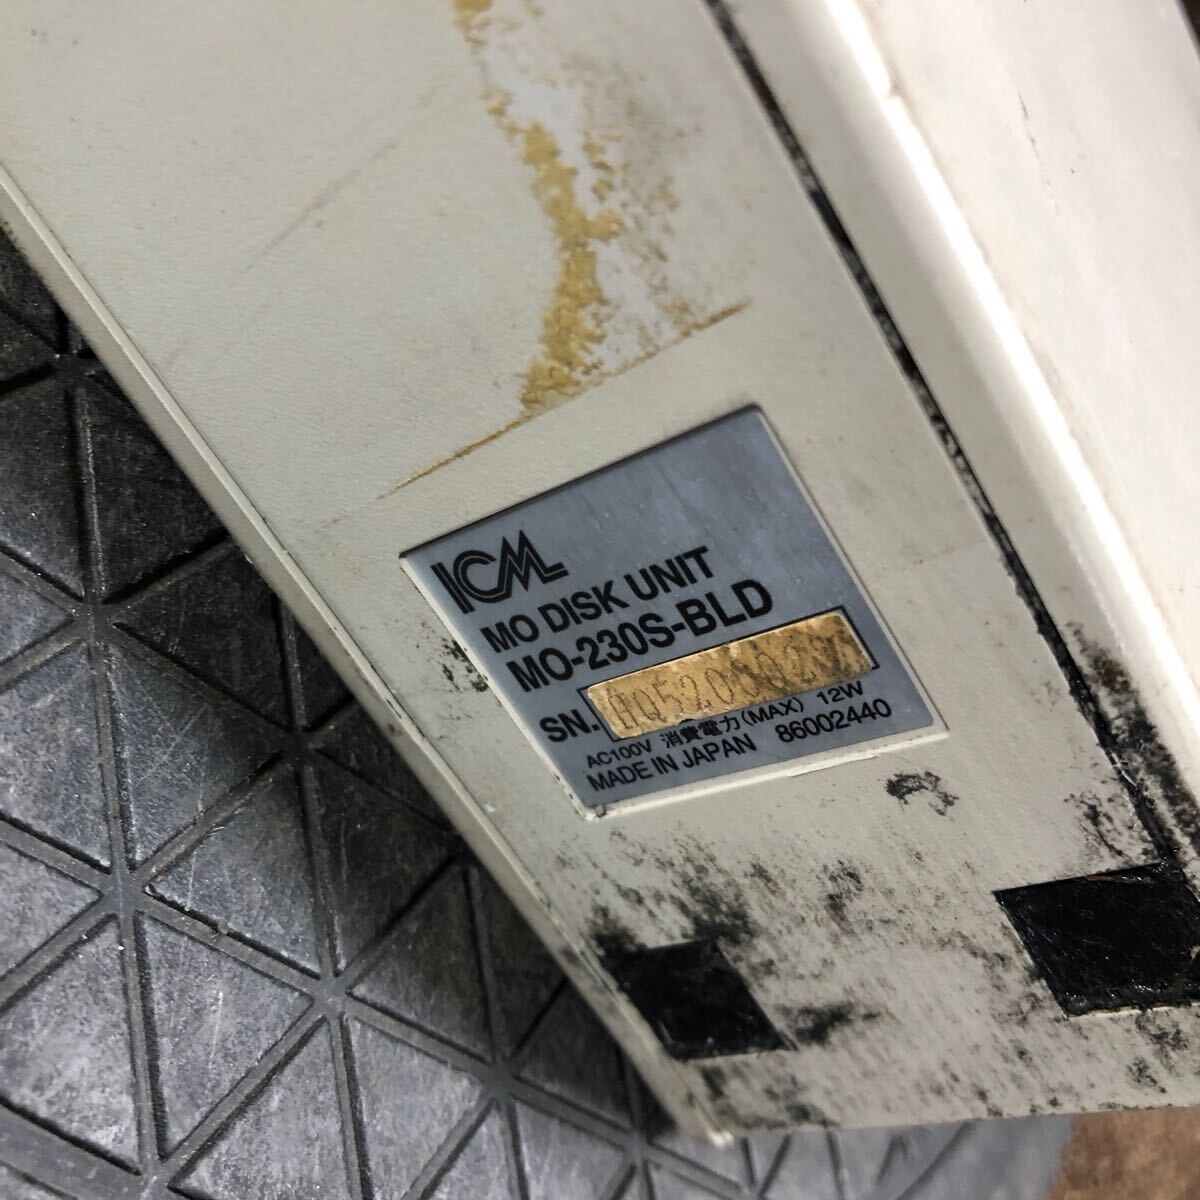 ICM
MO DISK UNIT
MO-230S-BLD
SN.
AC100V 消費電力(MAX) 12W
MADE IN JAPAN 86002440